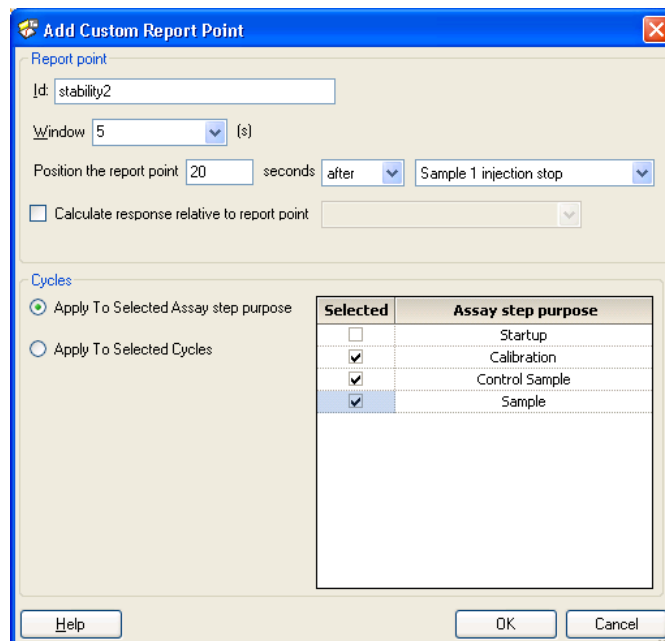 Add Custom Report Point
Report point
Id: stability2
Window 5 (s)
Position the report point 20 seconds after Sample 1 injection stop
Calculate response relative to report point
Cycles
Apply To Selected Assay step purpose
Apply To Selected Cycles
Selected Assay step purpose
Startup
Calibration
Control Sample
Sample
Help OK Cancel